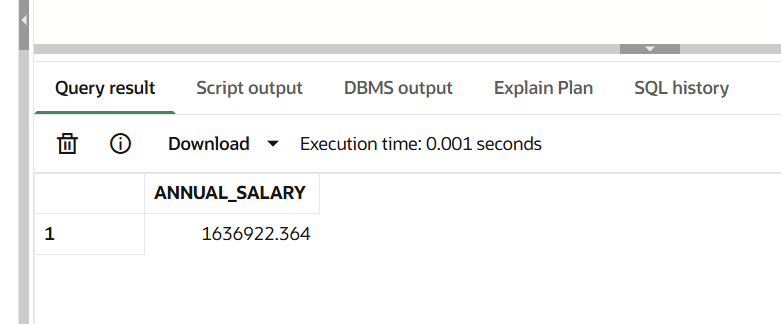 Query result Script output DBMS output Explain Plan SQL history
Download Execution time: 0.001 seconds
ANNUAL_SALARY
1 1636922.364